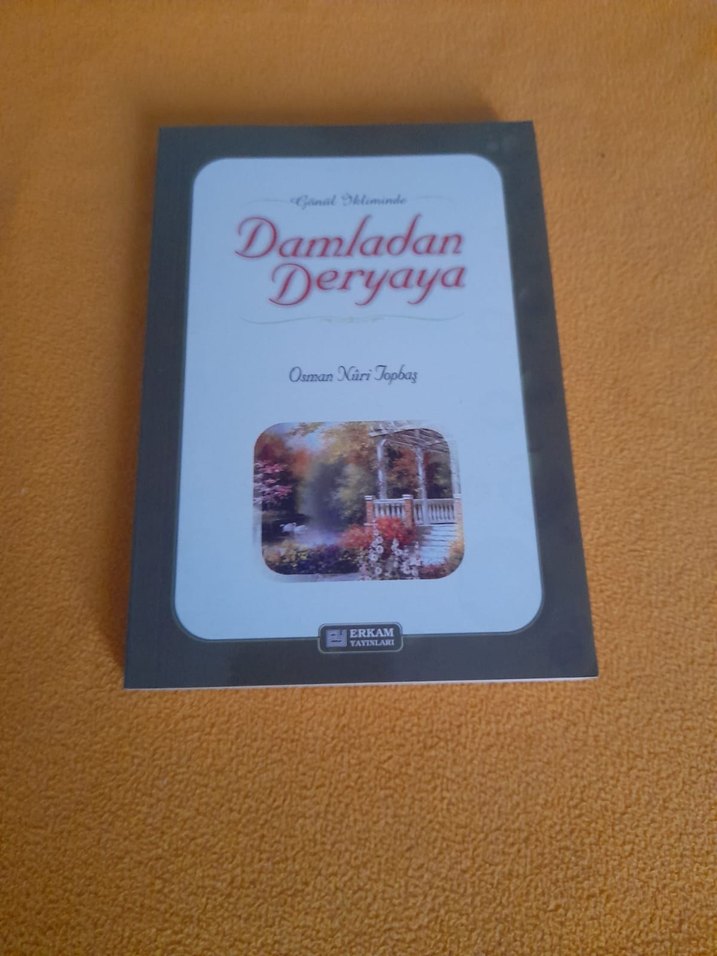 Gönül İkliminde
Damladan
Deryaya
Osman Nûri Topbaş
ERKAM
YAYINLARI